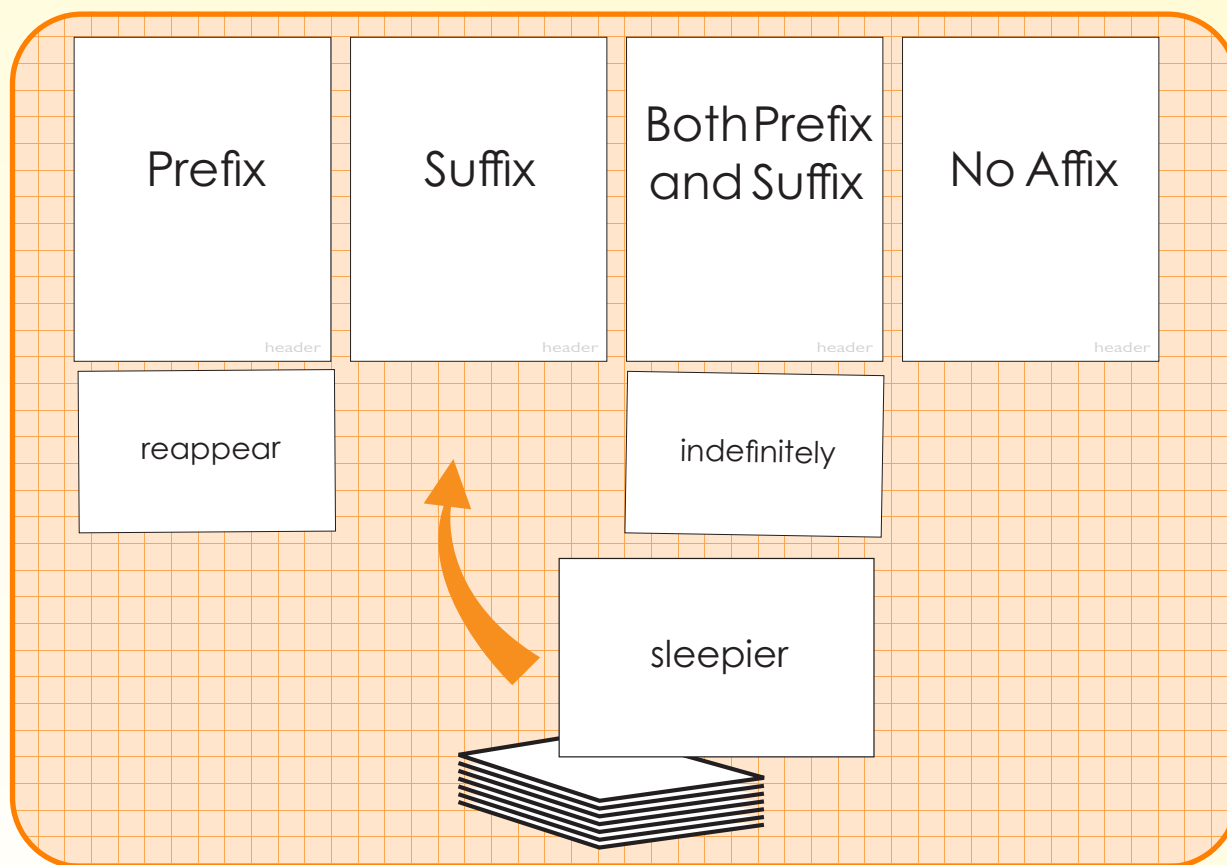 Prefix
Suffix
Both Prefix
and Suffix
No Affix
header
header
header
header
reappear
indefinitely
sleepier